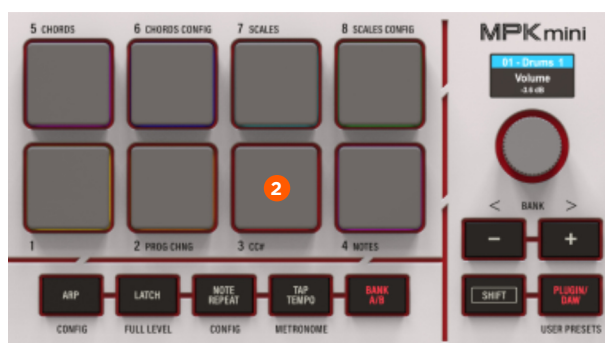 5 CHORDS
6 CHORDS CONFIG
7 SCALES
8 SCALES CONFIG
MPKmini
01 - Drums 1
Volume
-3.6 dB
2
< BANK >
- +
1
2 PROG CHNG
3 CC#
4 NOTES
ARP
LATCH
NOTE
REPEAT
TAP
TEMPO
BANK
A/B
SHIFT
PLUGIN/
DAW
CONFIG
FULL LEVEL
CONFIG
METRONOME
USER PRESETS